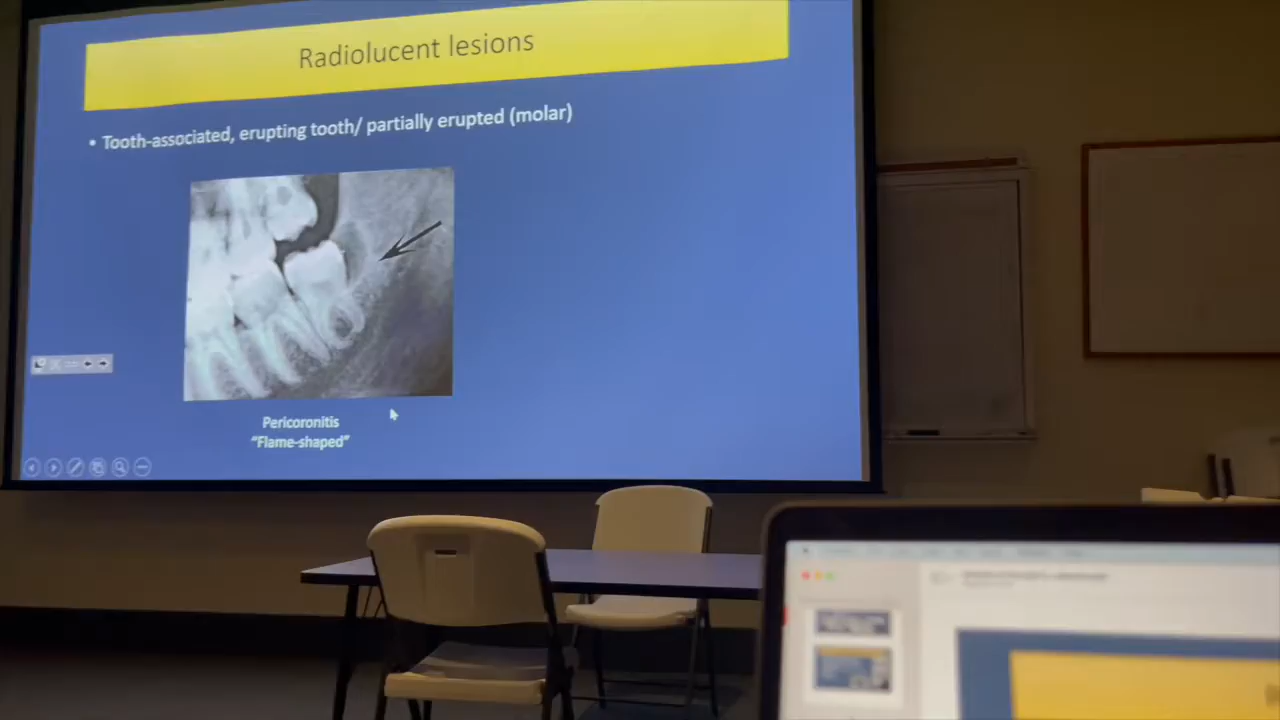 Radiolucent lesions
• Tooth-associated, erupting tooth/ partially erupted (molar)
Pericoronitis
“Flame-shaped”